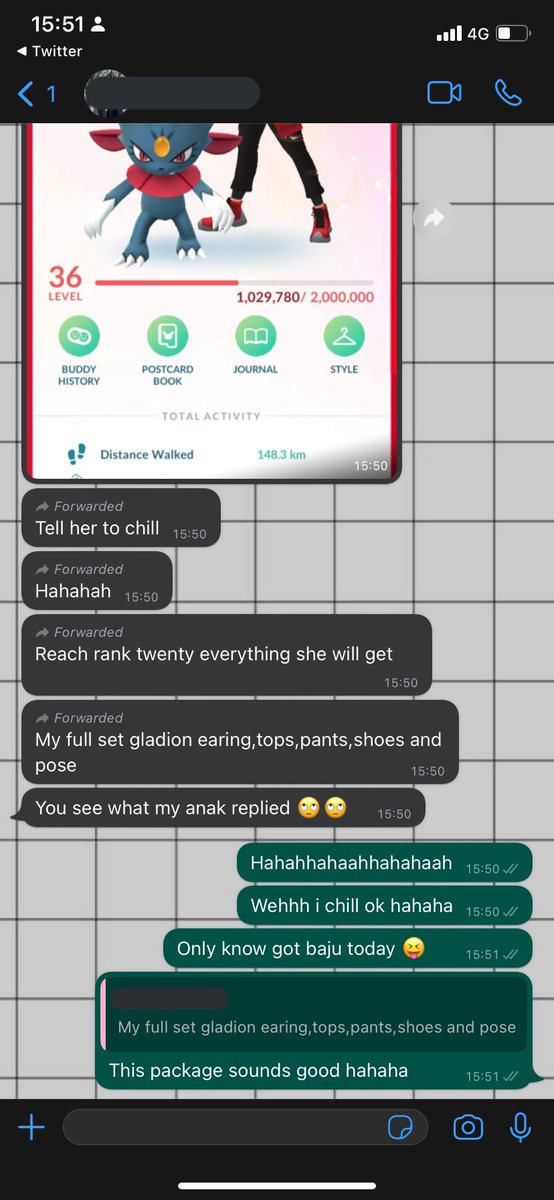 15:51
4G
Twitter
1
36
LEVEL
1,029,780/ 2,000,000
BUDDY HISTORY
POSTCARD BOOK
JOURNAL
STYLE
TOTAL ACTIVITY
Distance Walked 148.3 km
15:50
Forwarded
Tell her to chill 15:50
Forwarded
Hahahah 15:50
Forwarded
Reach rank twenty everything she will get
15:50
Forwarded
My full set gladion earing,tops,pants,shoes and
pose
15:50
You see what my anak replied 🙄🙄 15:50
Hahahhahaahhahahaah 15:50
Wehhh i chill ok hahaha 15:50
Only know got baju today 😝 15:51
My full set gladion earing,tops,pants,shoes and pose
This package sounds good hahaha 15:51